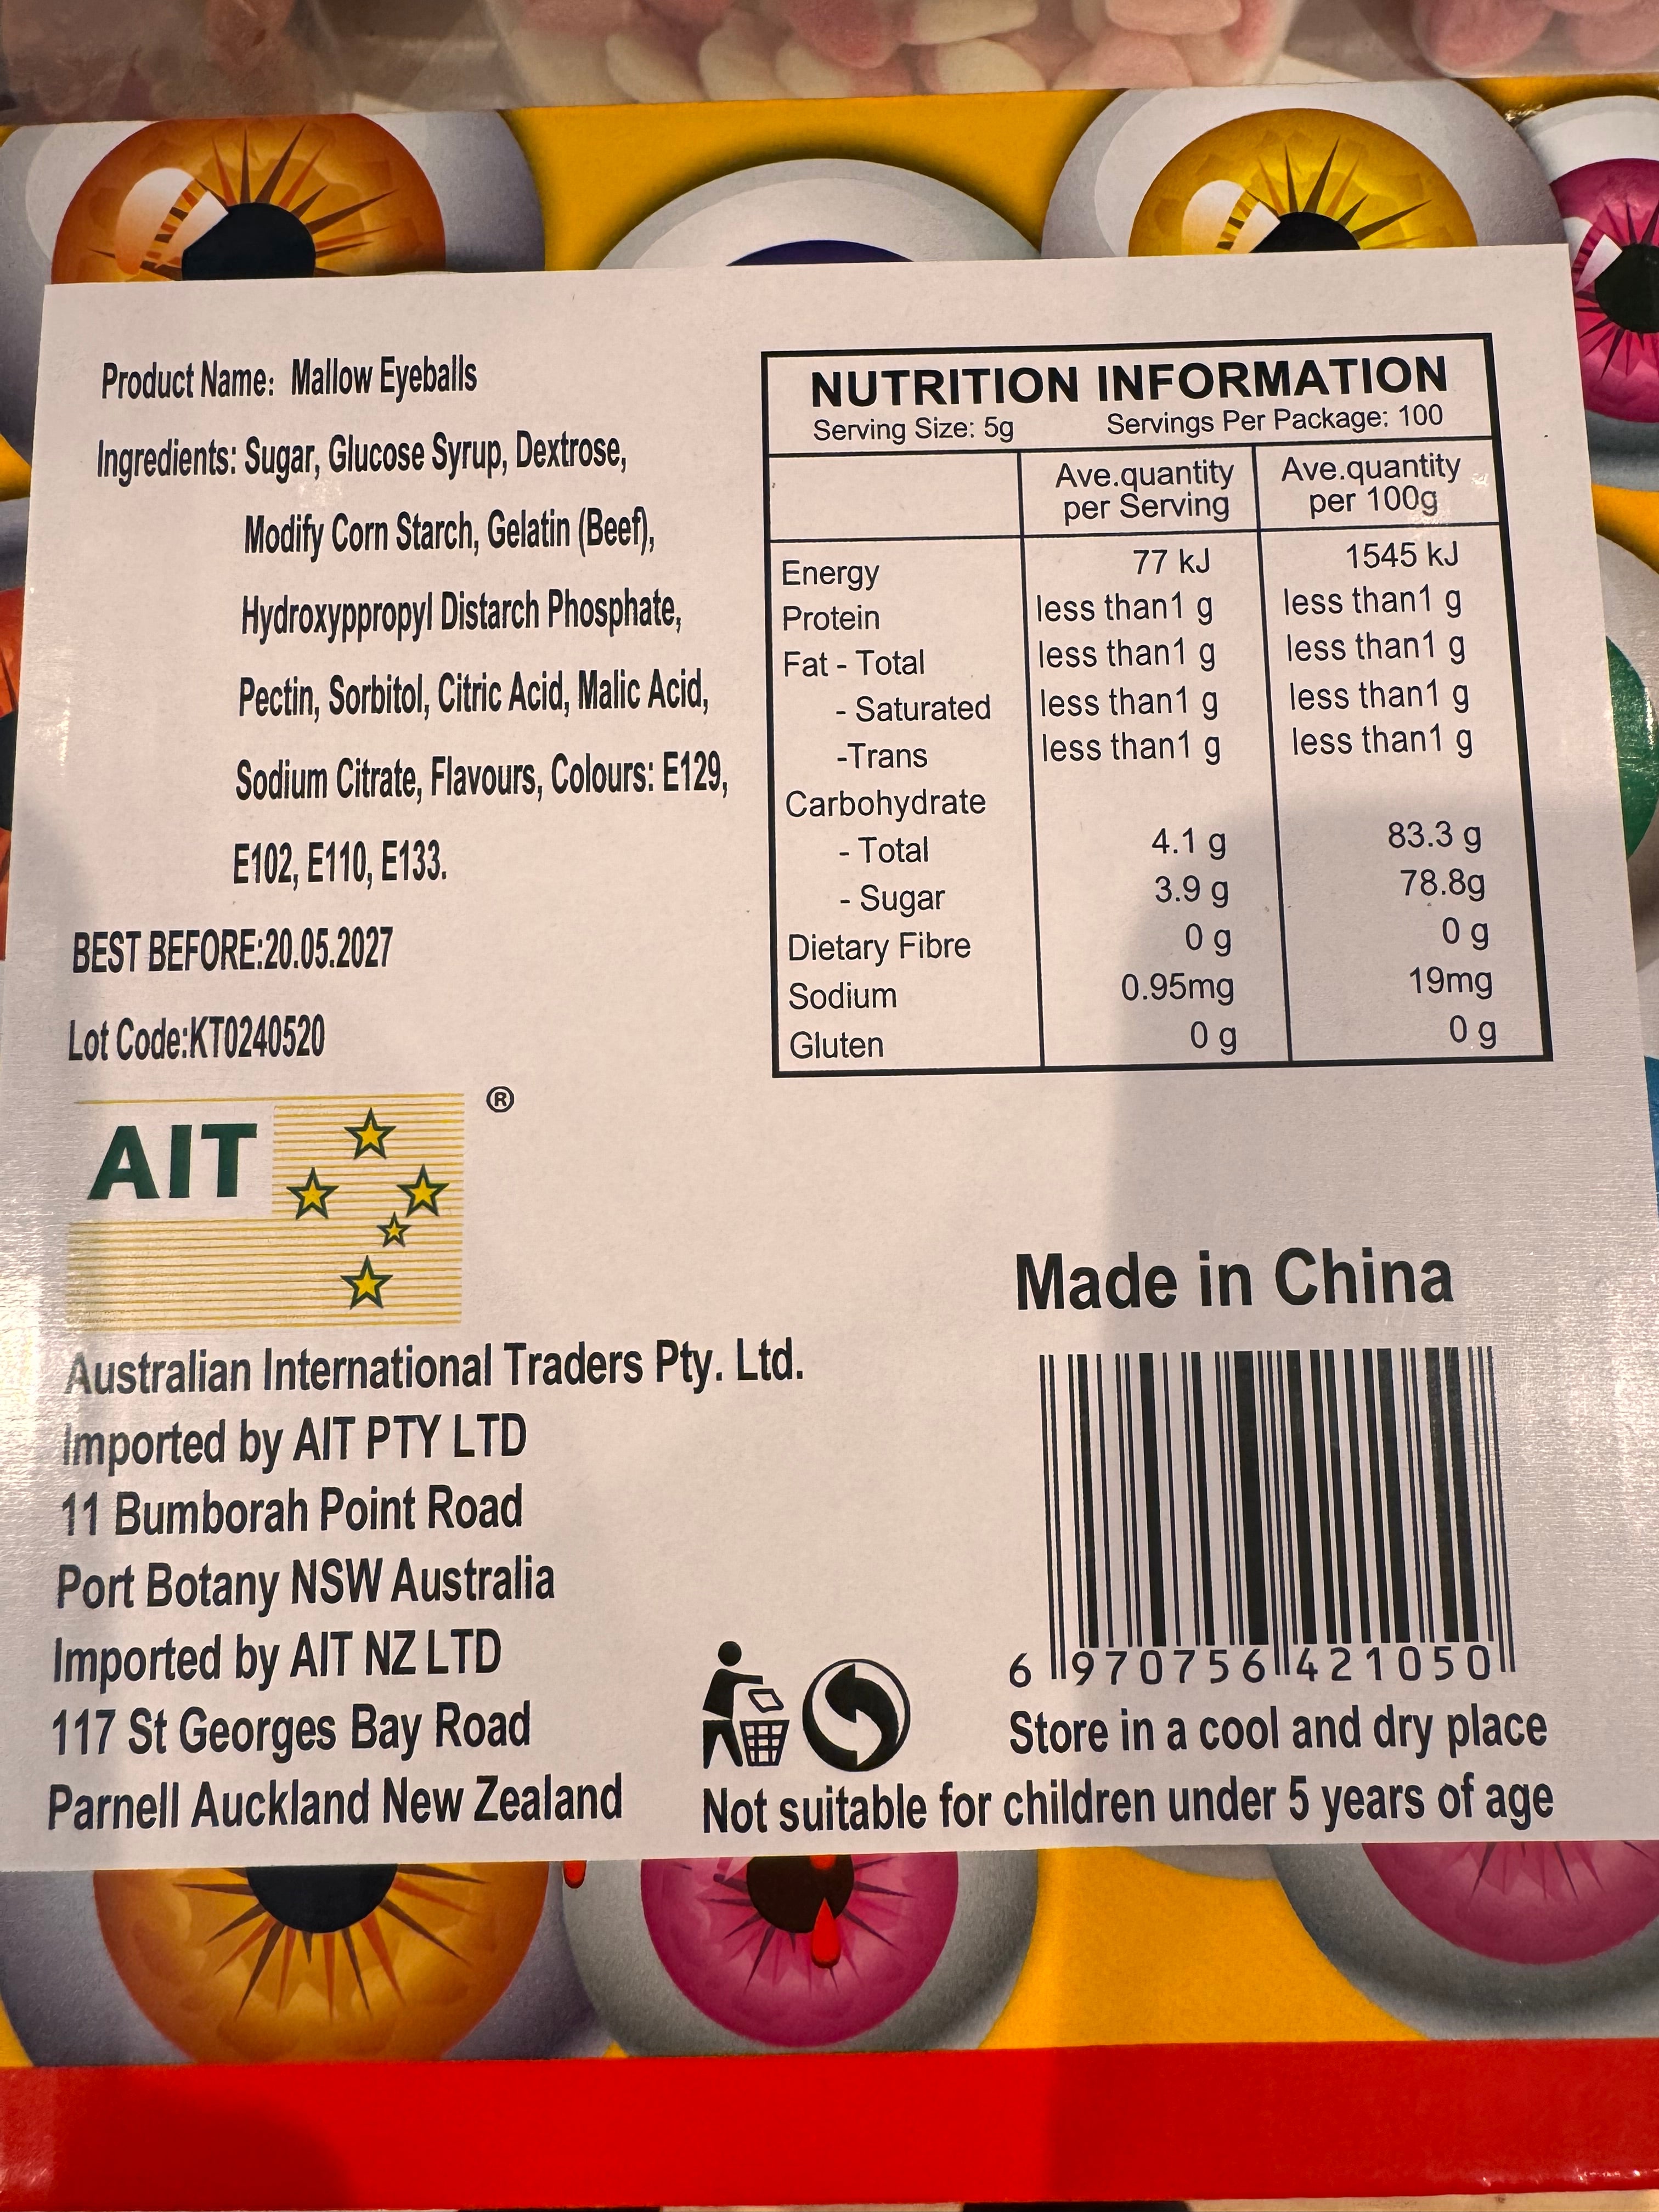 Product Name: Mallow Eyeballs
Ingredients: Sugar, Glucose Syrup, Dextrose,
Modify Corn Starch, Gelatin (Beef),
Hydroxyppropyl Distarch Phosphate,
Pectin, Sorbitol, Citric Acid, Malic Acid,
Sodium Citrate, Flavours, Colours: E129,
E102, E110, E133.
BEST BEFORE:20.05.2027
Lot Code:KT0240520
NUTRITION INFORMATION
Serving Size: 5g Servings Per Package: 100
Ave.quantity per Serving Ave.quantity per 100g
Energy 77 kJ 1545 kJ
Protein less than1 g less than1 g
Fat - Total less than1 g less than1 g
- Saturated less than1 g less than1 g
-Trans less than1 g less than1 g
Carbohydrate
- Total 4.1 g 83.3 g
- Sugar 3.9 g 78.8g
Dietary Fibre 0 g 0 g
Sodium 0.95mg 19mg
Gluten 0 g 0 g
AIT ®
Australian International Traders Pty. Ltd.
Imported by AIT PTY LTD
11 Bumborah Point Road
Port Botany NSW Australia
Imported by AIT NZ LTD
117 St Georges Bay Road
Parnell Auckland New Zealand
Made in China
6 970756 421050
Store in a cool and dry place
Not suitable for children under 5 years of age